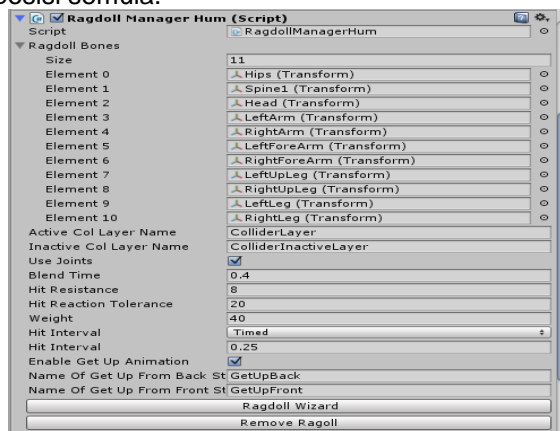 posisi semula.
Ragdoll Manager Hum (Script)
Script RagdollManagerHum
Ragdoll Bones
Size 11
Element 0 Hips (Transform)
Element 1 Spine1 (Transform)
Element 2 Head (Transform)
Element 3 LeftArm (Transform)
Element 4 RightArm (Transform)
Element 5 LeftForeArm (Transform)
Element 6 RightForeArm (Transform)
Element 7 LeftUpLeg (Transform)
Element 8 RightUpLeg (Transform)
Element 9 LeftLeg (Transform)
Element 10 RightLeg (Transform)
Active Col Layer Name ColliderLayer
Inactive Col Layer Name ColliderInactiveLayer
Use Joints
Blend Time 0.4
Hit Resistance 8
Hit Reaction Tolerance 20
Weight 40
Hit Interval Timed
Hit Interval 0.25
Enable Get Up Animation
Name Of Get Up From Back St GetUpBack
Name Of Get Up From Front St GetUpFront
Ragdoll Wizard
Remove Ragoll